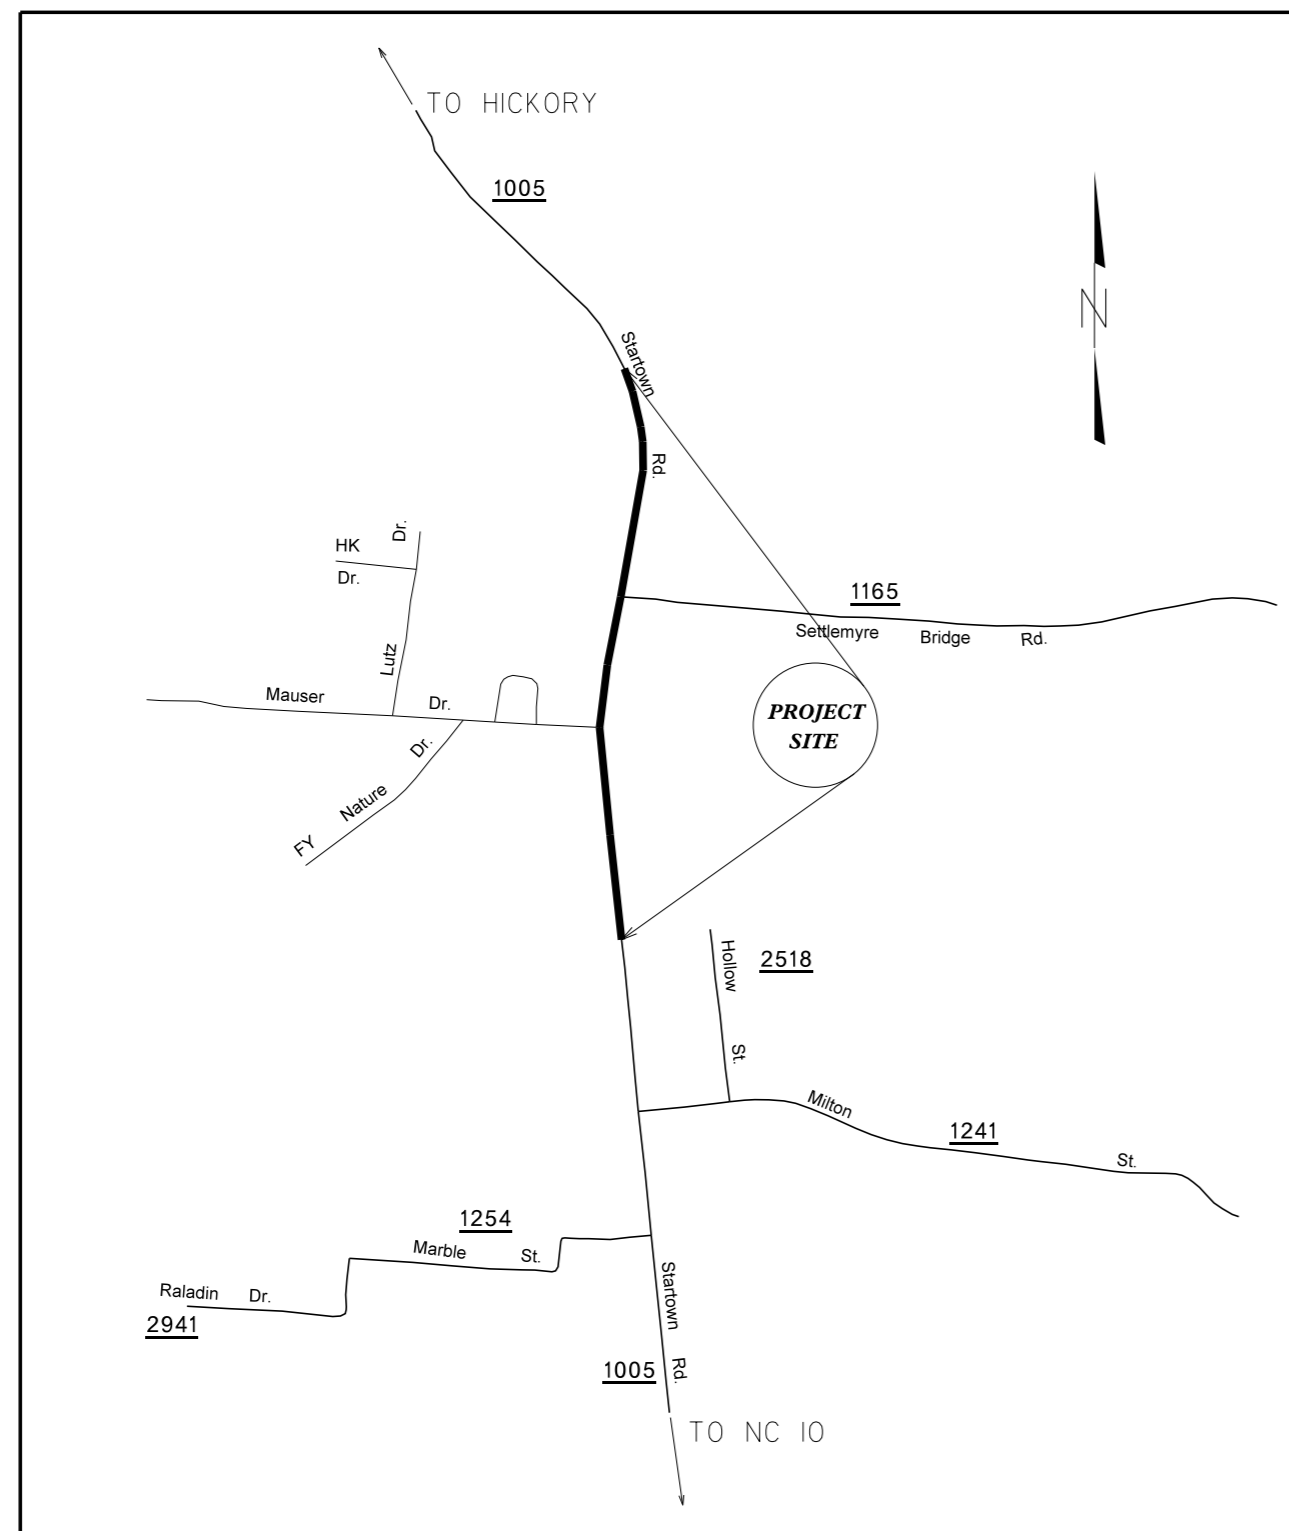 TO HICKORY
1005
N
Startown Rd.
HK Dr.
Lutz Dr.
1165
Settlemyre Bridge Rd.
Mauser Dr.
PROJECT
SITE
FY Nature Dr.
Hollow St.
2518
Milton St.
1241
1254
Marble St.
Raladin Dr.
2941
Startown Rd.
1005
TO NC 10